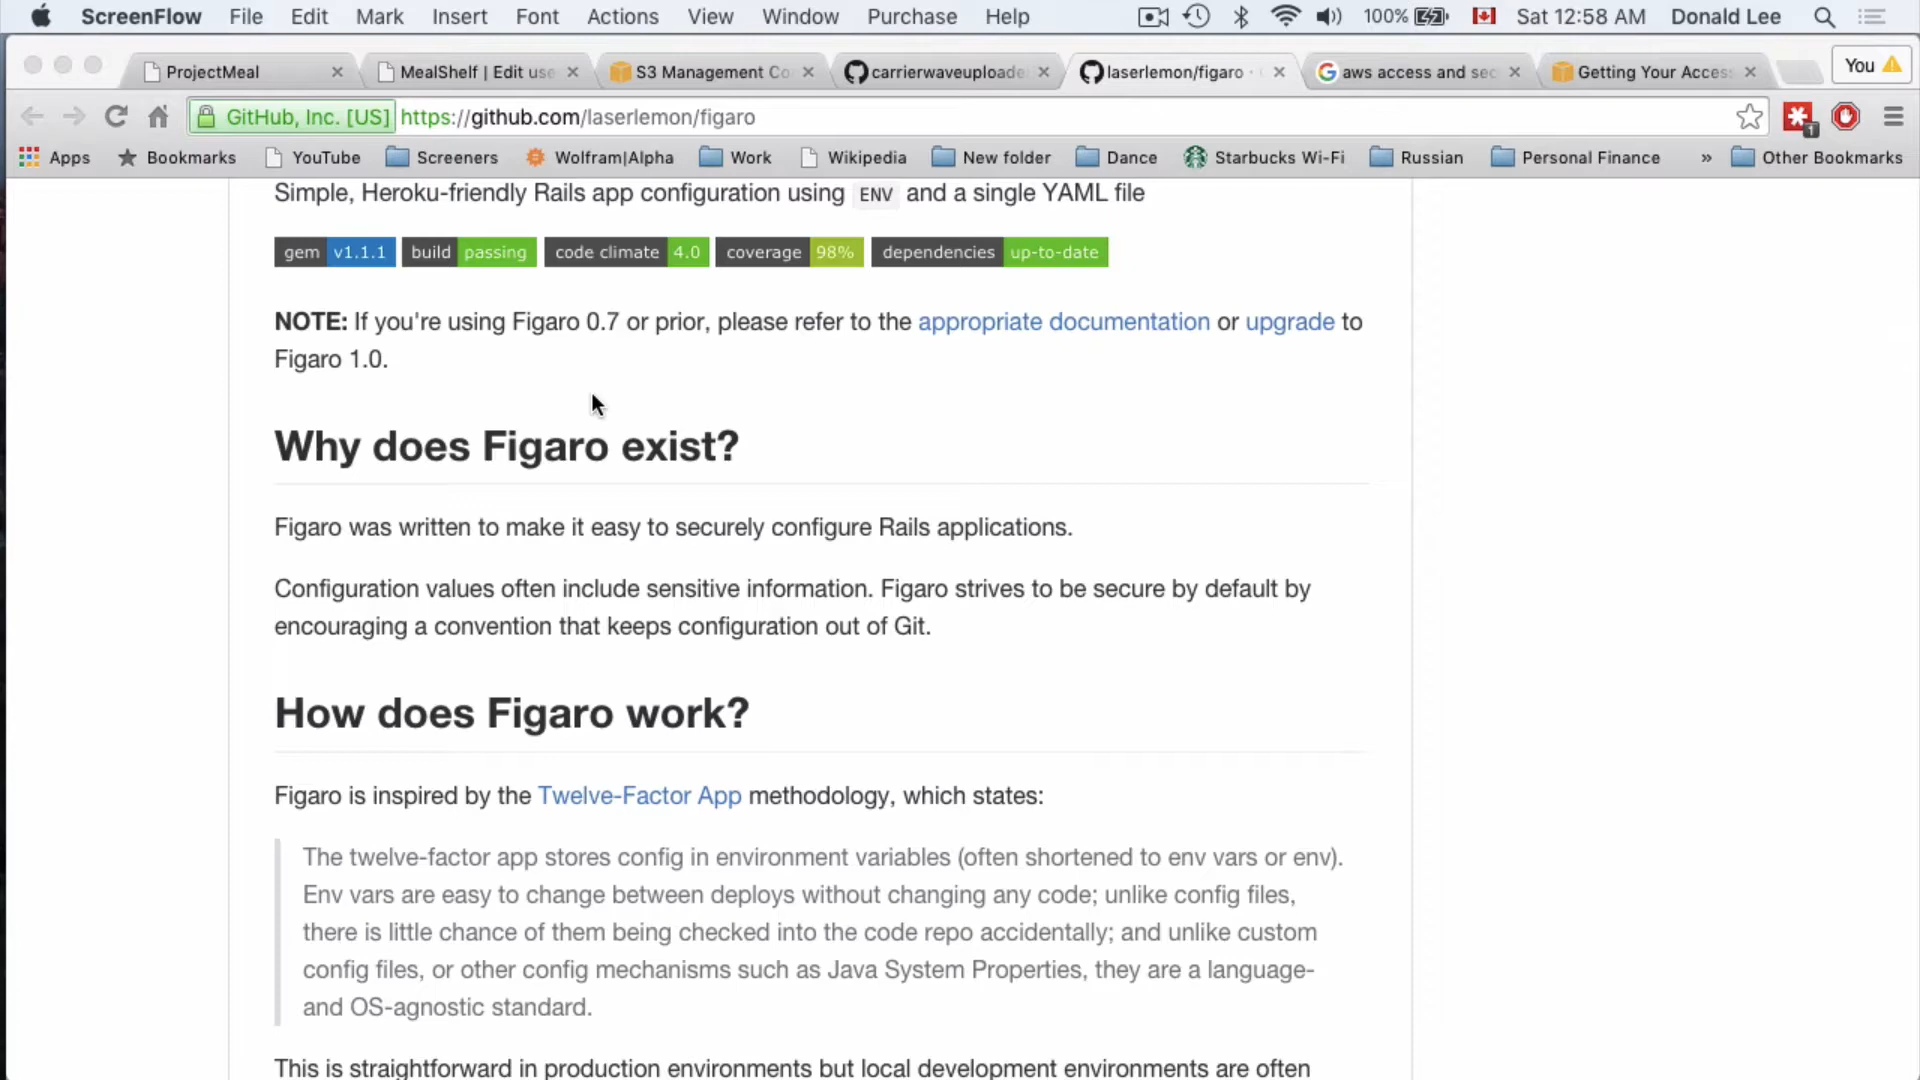 ScreenFlow File Edit Mark Insert Font Actions View Window Purchase Help 100% Sat 12:58 AM Donald Lee
ProjectMeal MealShelf | Edit use S3 Management Co carrierwaveuploade laserlemon/figaro · aws access and sec Getting Your Access You
GitHub, Inc. [US] https://github.com/laserlemon/figaro 1
Apps Bookmarks YouTube Screeners Wolfram|Alpha Work Wikipedia New folder Dance Starbucks Wi-Fi Russian Personal Finance » Other Bookmarks
Simple, Heroku-friendly Rails app configuration using ENV and a single YAML file
gem v1.1.1 build passing code climate 4.0 coverage 98% dependencies up-to-date
NOTE: If you're using Figaro 0.7 or prior, please refer to the appropriate documentation or upgrade to
Figaro 1.0.
Why does Figaro exist?
Figaro was written to make it easy to securely configure Rails applications.
Configuration values often include sensitive information. Figaro strives to be secure by default by
encouraging a convention that keeps configuration out of Git.
How does Figaro work?
Figaro is inspired by the Twelve-Factor App methodology, which states:
The twelve-factor app stores config in environment variables (often shortened to env vars or env).
Env vars are easy to change between deploys without changing any code; unlike config files,
there is little chance of them being checked into the code repo accidentally; and unlike custom
config files, or other config mechanisms such as Java System Properties, they are a language-
and OS-agnostic standard.
This is straightforward in production environments but local development environments are often